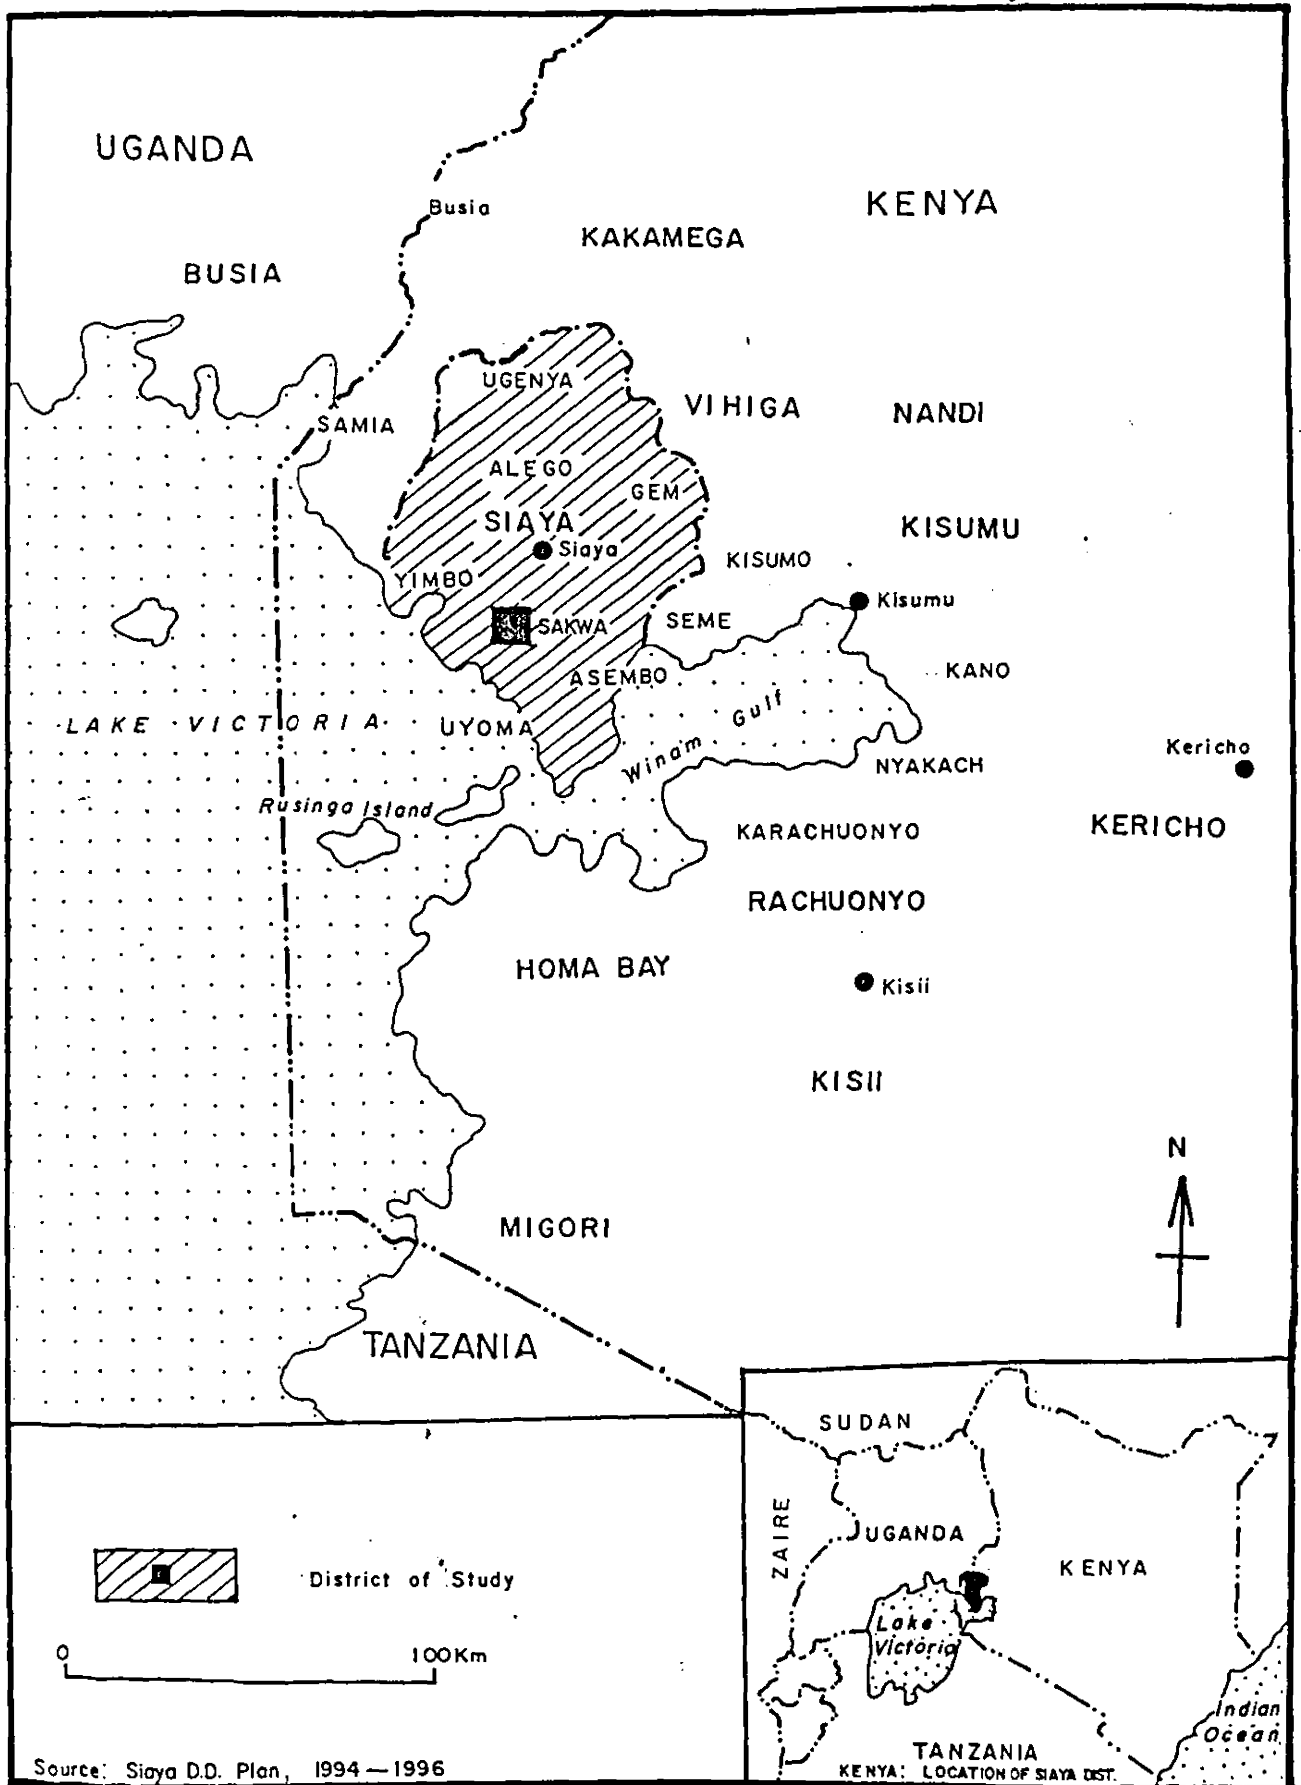 UGANDA
KENYA
Busia
KAKAMEGA
BUSIA
UGENYA
VIHIGA
NANDI
SAMIA
ALEGO
GEM
SIAYA
KISUMU
Siaya
KISUMO
YIMBO
Kisumu
SAKWA
SEME
KANO
ASEMBO
LAKE VICTORIA
UYOMA
Winam Gulf
Kericho
NYAKACH
Rusinga Island
KARACHUONYO
KERICHO
RACHUONYO
HOMA BAY
Kisii
KISII
N
MIGORI
TANZANIA
SUDAN
ZAIRE
UGANDA
KENYA
District of Study
Lake
Victoria
0 100Km
Indian
Ocean
TANZANIA
Source: Siaya D.D. Plan, 1994—1996
KENYA: LOCATION OF SIAYA DIST.